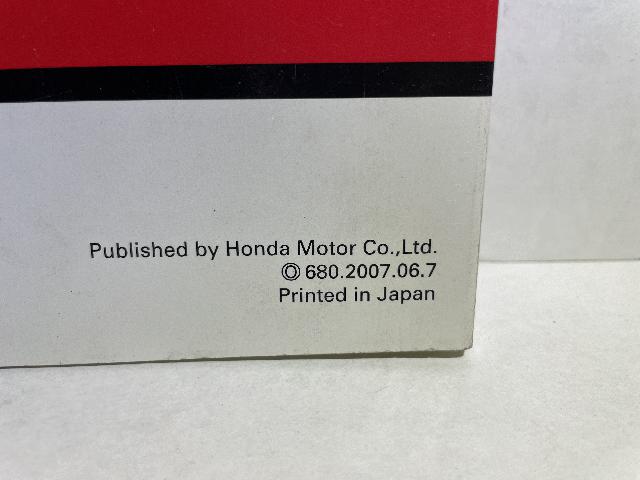 Published by Honda Motor Co.,Ltd.
Ⓒ 680.2007.06.7
Printed in Japan